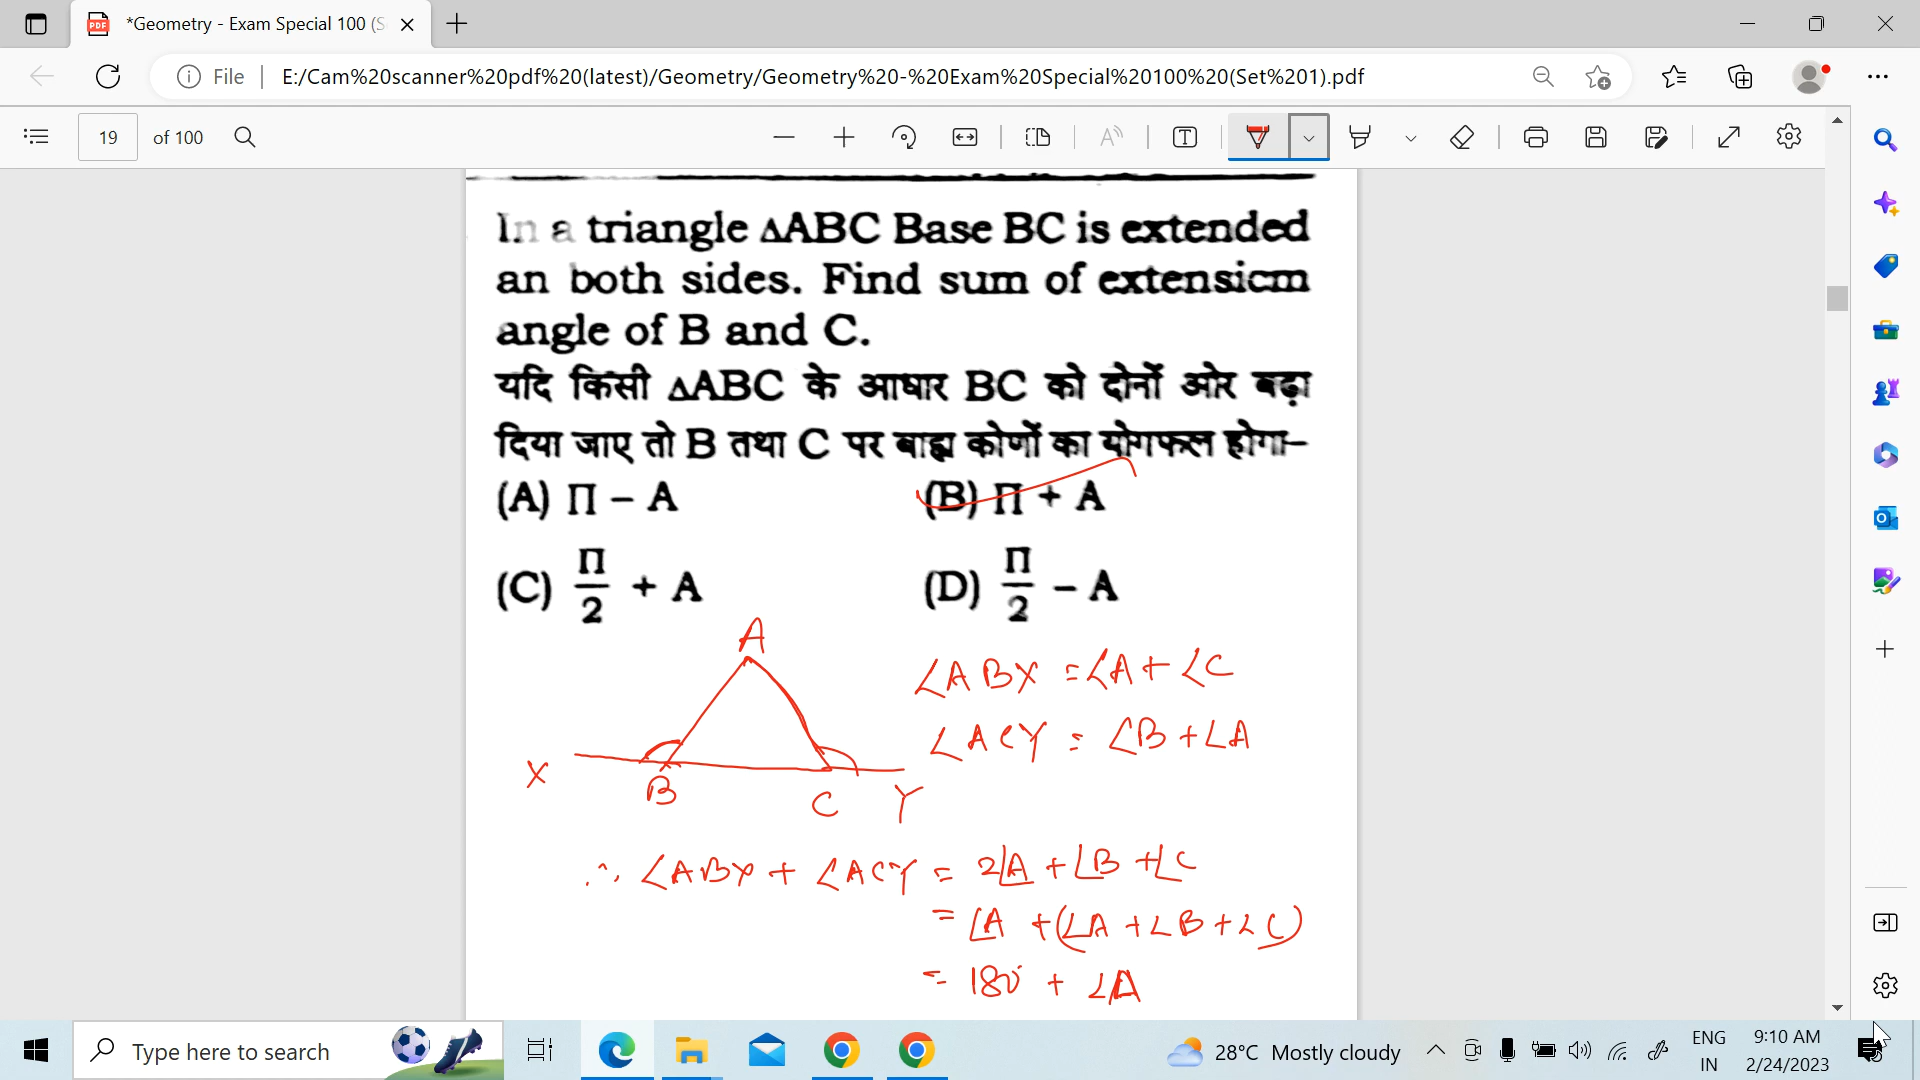 *Geometry - Exam Special 100 (S
File
E:/Cam%20scanner%20pdf%20(latest)/Geometry/Geometry%20-%20Exam%20Special%20100%20(Set%201).pdf
19 of 100
In a triangle ΔABC Base BC is extended
an both sides. Find sum of extensicm
angle of B and C.
यदि किसी ΔABC के आधार BC को दोनों ओर बढ़ा
दिया जाए तो B तथा C पर बाह्य कोणों का योगफल होगा–
(A) Π – A (B) Π + A
(C) Π/2 + A (D) Π/2 – A
A
X B C Y
∠ABX = ∠A + ∠C
∠ACY = ∠B + ∠A
∴ ∠ABX + ∠ACY = 2∠A + ∠B + ∠C
= ∠A + (∠A + ∠B + ∠C)
= 180° + ∠A
Type here to search
28°C Mostly cloudy
ENG
IN
9:10 AM
2/24/2023